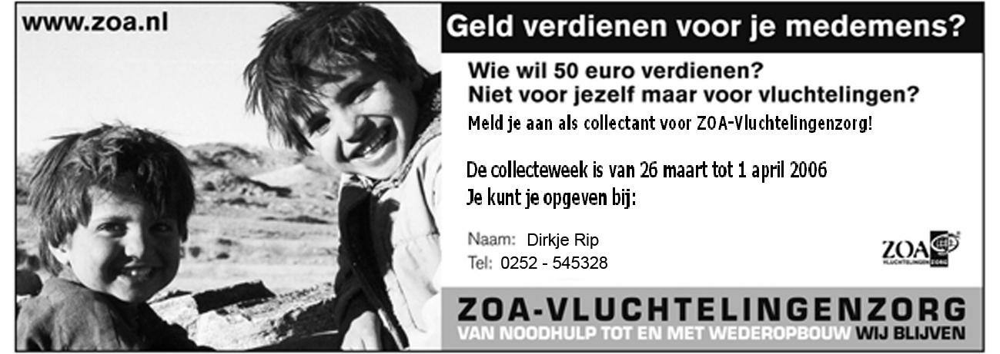 www.zoa.nl
Geld verdienen voor je medemens?
Wie wil 50 euro verdienen?
Niet voor jezelf maar voor vluchtelingen?
Meld je aan als collectant voor ZOA-Vluchtelingenzorg!
De collecteweek is van 26 maart tot 1 april 2006
Je kunt je opgeven bij:
Naam: Dirkje Rip
Tel: 0252 - 545328
ZOA
VLUCHTELINGEN ZORG
ZOA-VLUCHTELINGENZORG
VAN NOODHULP TOT EN MET WEDEROPBOUW WIJ BLIJVEN